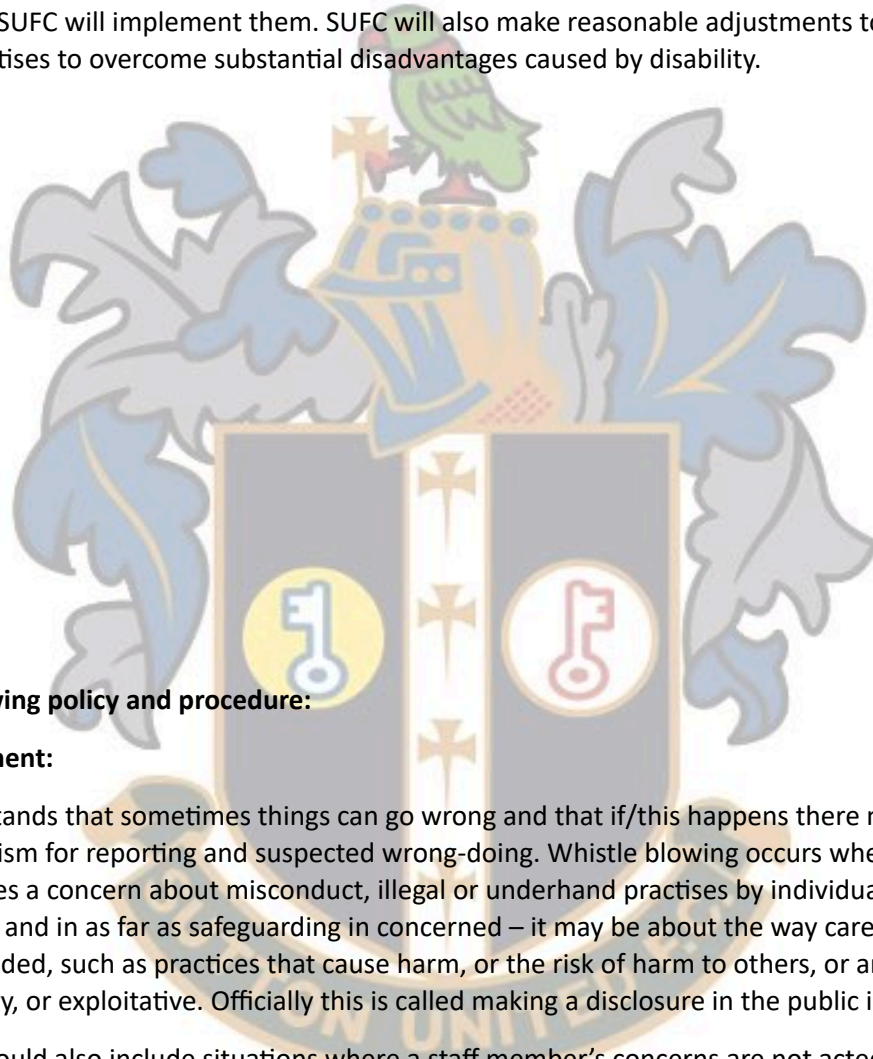 SUFC will implement them. SUFC will also make reasonable adjustments to
tises to overcome substantial disadvantages caused by disability.
ving policy and procedure:
nent:
tands that sometimes things can go wrong and that if/this happens there
ism for reporting and suspected wrong-doing. Whistle blowing occurs whe
es a concern about misconduct, illegal or underhand practises by individua
and in as far as safeguarding in concerned – it may be about the way care
ded, such as practices that cause harm, or the risk of harm to others, or ar
y, or exploitative. Officially this is called making a disclosure in the public i
ould also include situations where a staff member's concerns are not acted
SUTTON UNITED F.C.